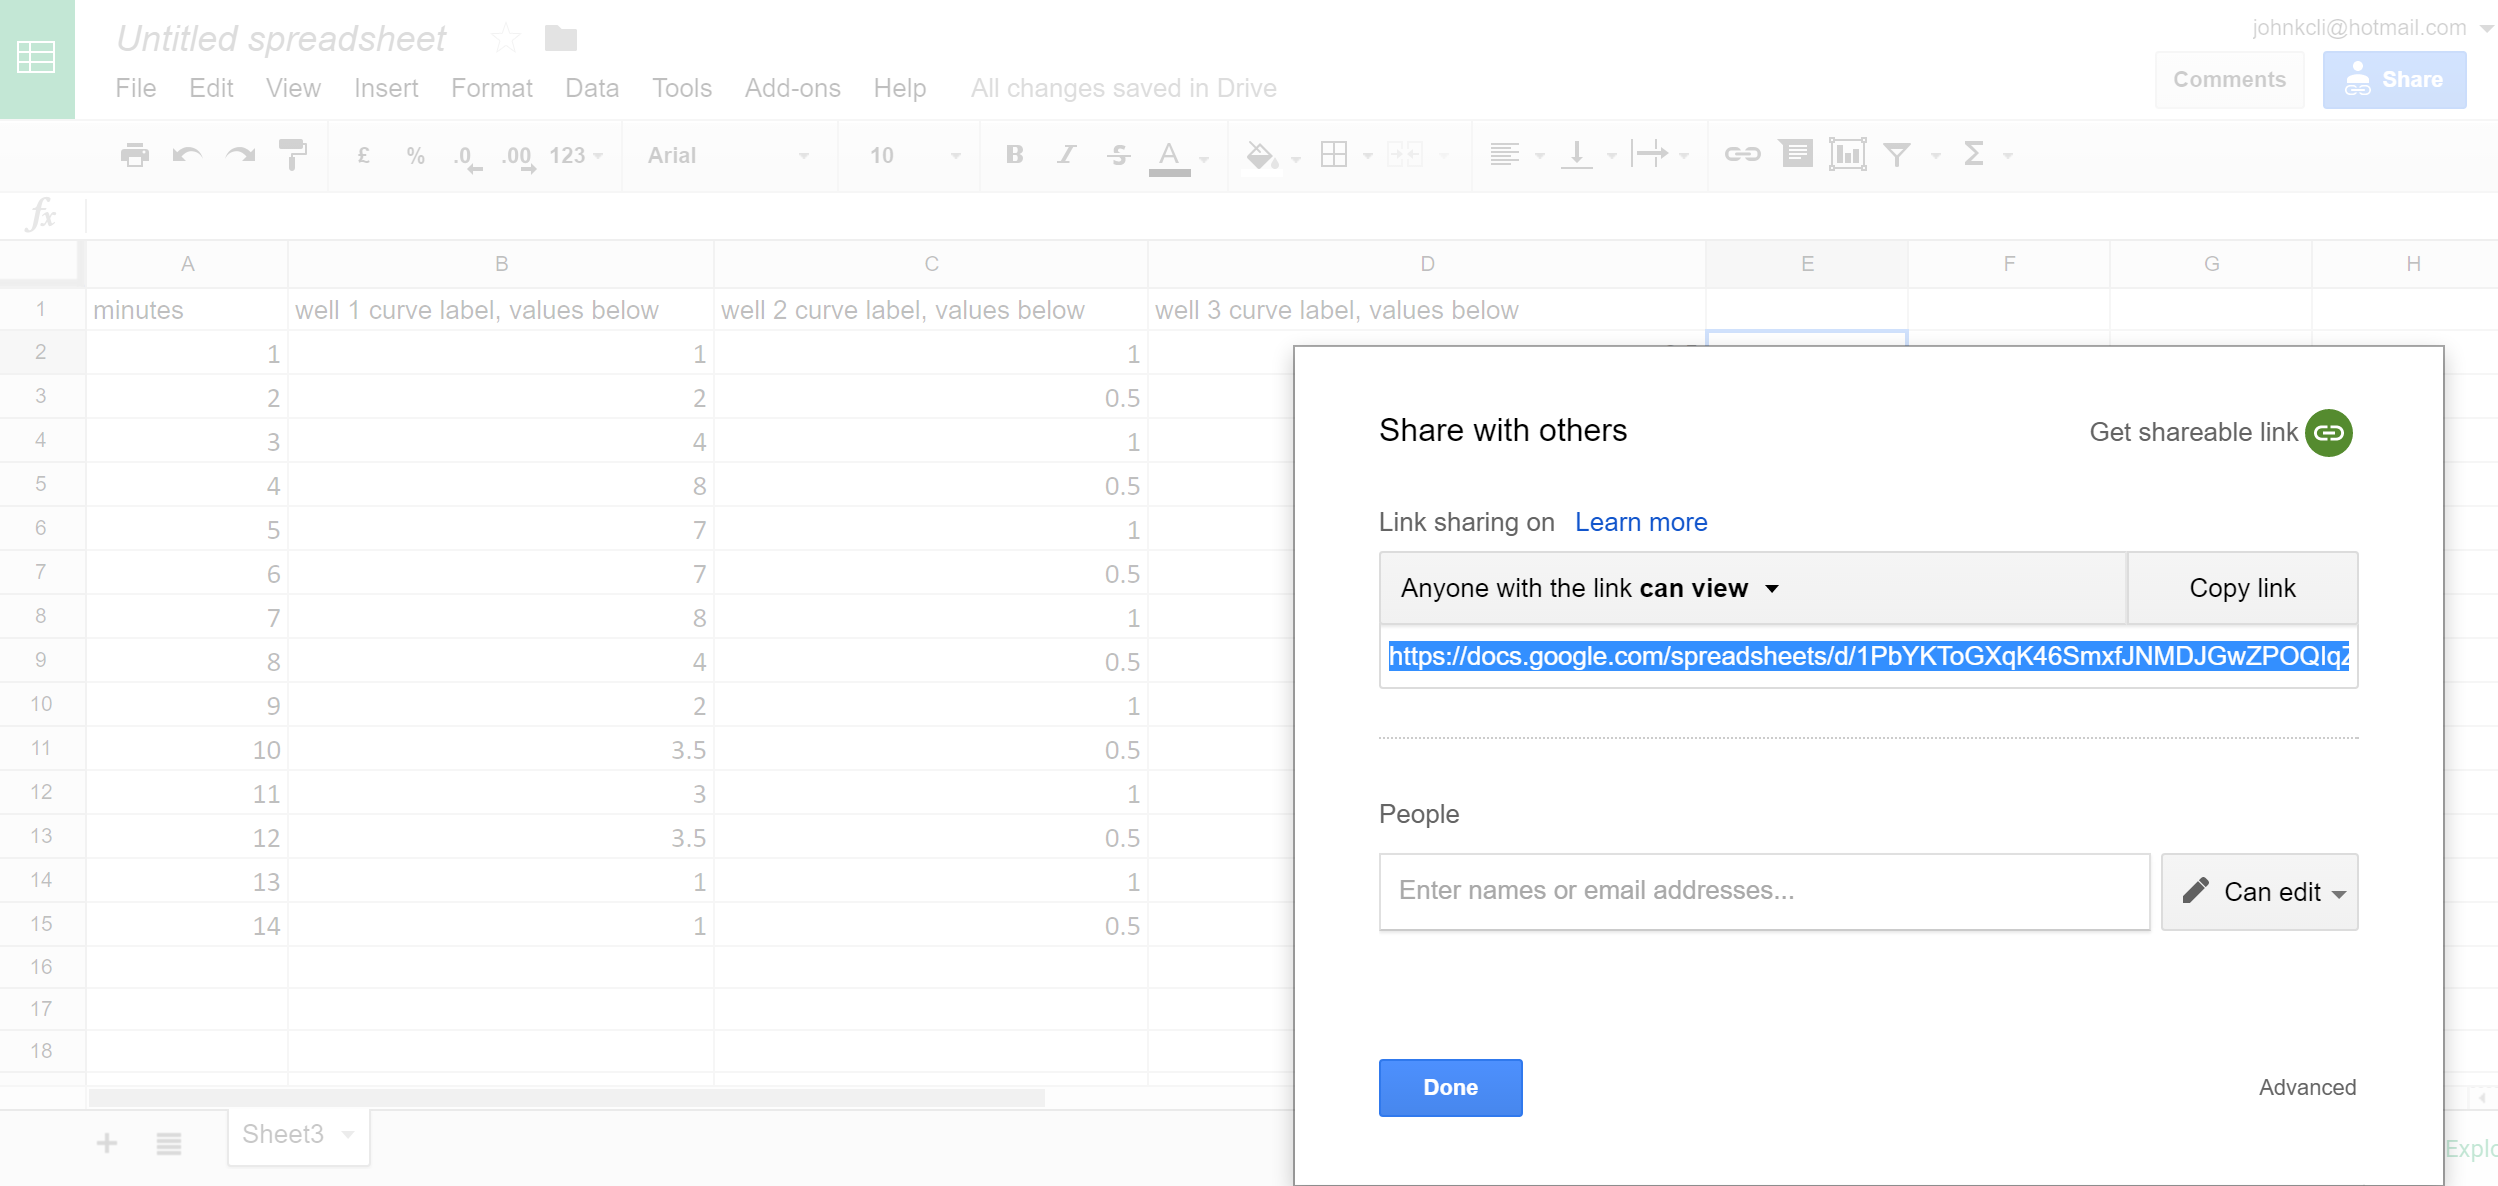 Untitled spreadsheet
johnkcli@hotmail.com
File Edit View Insert Format Data Tools Add-ons Help All changes saved in Drive
Comments Share
£ % .0 .00 123 Arial 10 B I S A Σ
fx
A B C D E F G H
1 minutes well 1 curve label, values below well 2 curve label, values below well 3 curve label, values below
2 1 1 1
3 2 2 0.5
4 3 4 1
5 4 8 0.5
6 5 7 1
7 6 7 0.5
8 7 8 1
9 8 4 0.5
10 9 2 1
11 10 3.5 0.5
12 11 3 1
13 12 3.5 0.5
14 13 1 1
15 14 1 0.5
16
17
18
Sheet3
Share with others
Get shareable link
Link sharing on Learn more
Anyone with the link can view
Copy link
https://docs.google.com/spreadsheets/d/1PbYKToGXqK46SmxfJNMDJGwZPOQIqZ
People
Enter names or email addresses...
Can edit
Done
Advanced
Explo